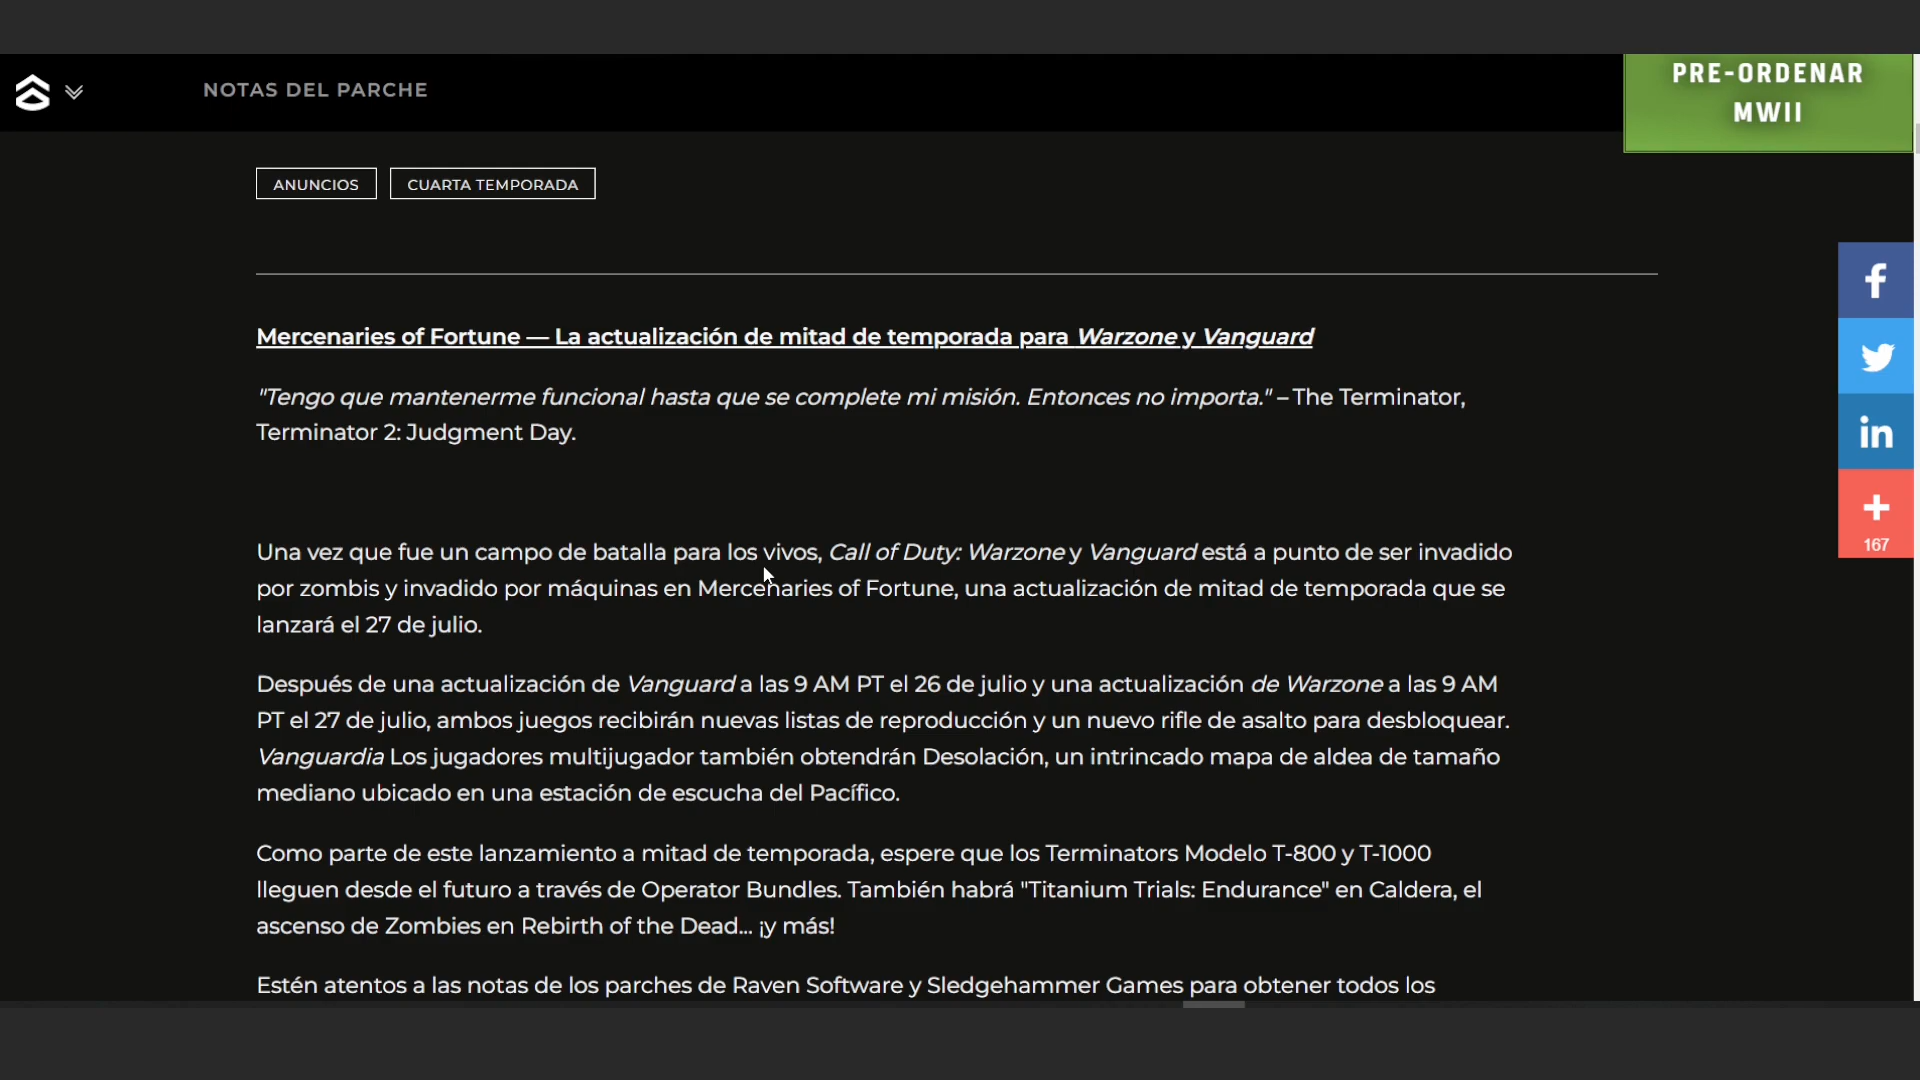 NOTAS DEL PARCHE
PRE-ORDENAR
MWII
ANUNCIOS
CUARTA TEMPORADA
Mercenaries of Fortune — La actualización de mitad de temporada para Warzone y Vanguard
"Tengo que mantenerme funcional hasta que se complete mi misión. Entonces no importa." – The Terminator,
Terminator 2: Judgment Day.
Una vez que fue un campo de batalla para los vivos, Call of Duty: Warzone y Vanguard está a punto de ser invadido
por zombis y invadido por máquinas en Mercenaries of Fortune, una actualización de mitad de temporada que se
lanzará el 27 de julio.
Después de una actualización de Vanguard a las 9 AM PT el 26 de julio y una actualización de Warzone a las 9 AM
PT el 27 de julio, ambos juegos recibirán nuevas listas de reproducción y un nuevo rifle de asalto para desbloquear.
Vanguardia Los jugadores multijugador también obtendrán Desolación, un intrincado mapa de aldea de tamaño
mediano ubicado en una estación de escucha del Pacífico.
Como parte de este lanzamiento a mitad de temporada, espere que los Terminators Modelo T-800 y T-1000
lleguen desde el futuro a través de Operator Bundles. También habrá "Titanium Trials: Endurance" en Caldera, el
ascenso de Zombies en Rebirth of the Dead... ¡y más!
Estén atentos a las notas de los parches de Raven Software y Sledgehammer Games para obtener todos los
f
in
+
167